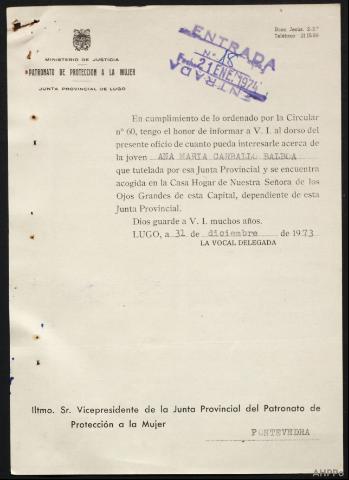 MINISTERIO DE JUSTICIA
PATRONATO DE PROTECCION A LA MUJER
JUNTA PROVINCIAL DE LUGO
Teléfono
ENTRADA
N.º 18
21 ENE. 1974
ENTRADA
En cumplimiento de lo ordenado por la Circular
nº 60, tengo el honor de informar a V. I. al dorso del
presente oficio de cuanto pueda interesarle acerca de
la joven ANA MARIA CARBALLO BALBOA
que tutelada por esa Junta Provincial y se encuentra
acogida en la Casa Hogar de Nuestra Señora de los
Ojos Grandes de esta Capital, dependiente de esta
Junta Provincial.
Dios guarde a V. I. muchos años.
LUGO, a 31 de diciembre de 1973
LA VOCAL DELEGADA
Iltmo. Sr. Vicepresidente de la Junta Provincial del Patronato de
Protección a la Mujer
PONTEVEDRA
AHPPo